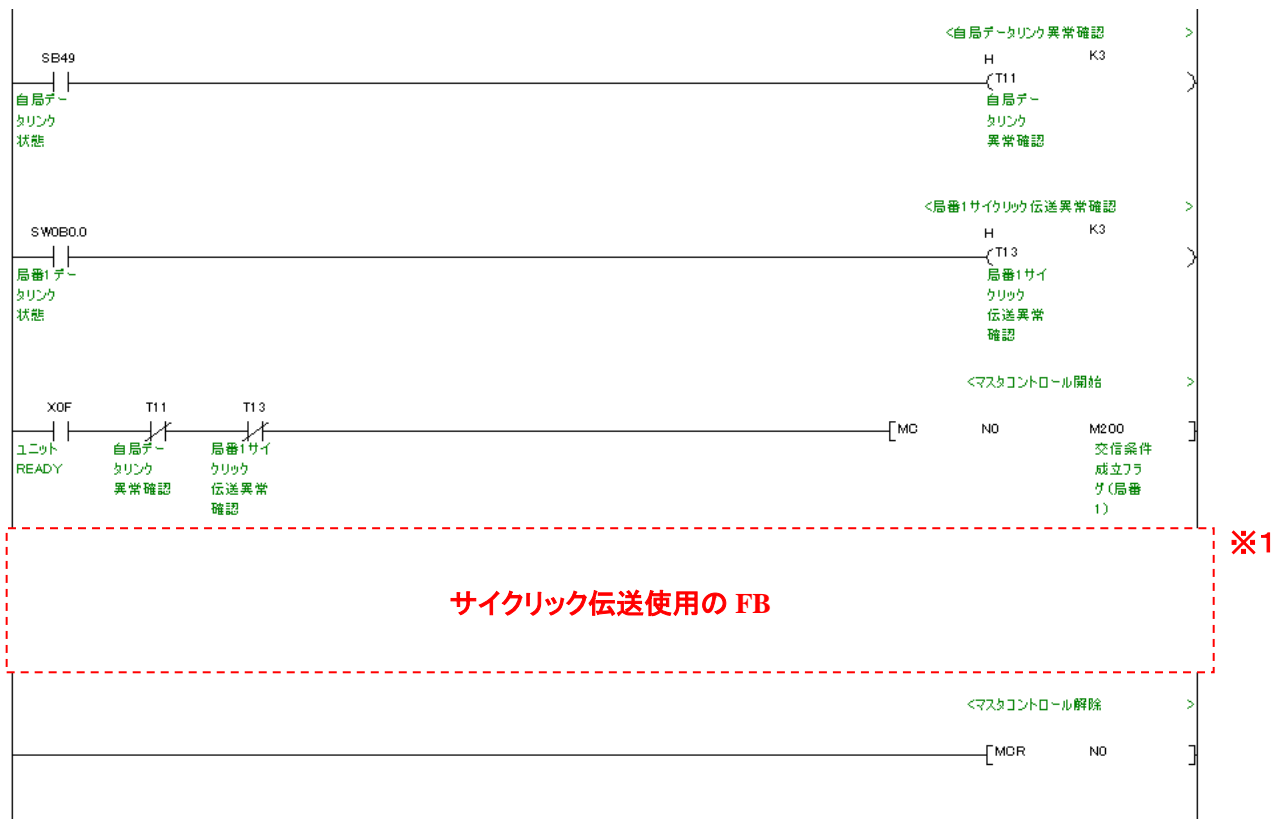 <自局データリンク異常確認 >
SB49
H K3
T11
自局デー
タリンク
状態
自局デー
タリンク
異常確認
<局番1サイクリック伝送異常確認 >
SW0B0.0
H K3
T13
局番1デー
タリンク
状態
局番1サイ
クリック
伝送異常
確認
<マスタコントロール開始 >
X0F T11 T13
MC N0 M200
ユニット
READY
自局デー
タリンク
異常確認
局番1サイ
クリック
伝送異常
確認
交信条件
成立フラ
グ(局番
1)
※1
サイクリック伝送使用の FB
<マスタコントロール解除 >
MCR N0